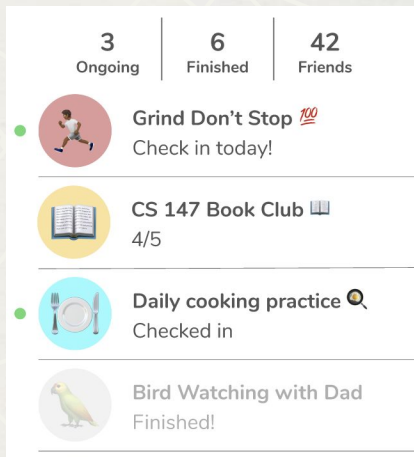 3
Ongoing
6
Finished
42
Friends
Grind Don’t Stop 💯
Check in today!
CS 147 Book Club 📖
4/5
Daily cooking practice 🍳
Checked in
Bird Watching with Dad
Finished!